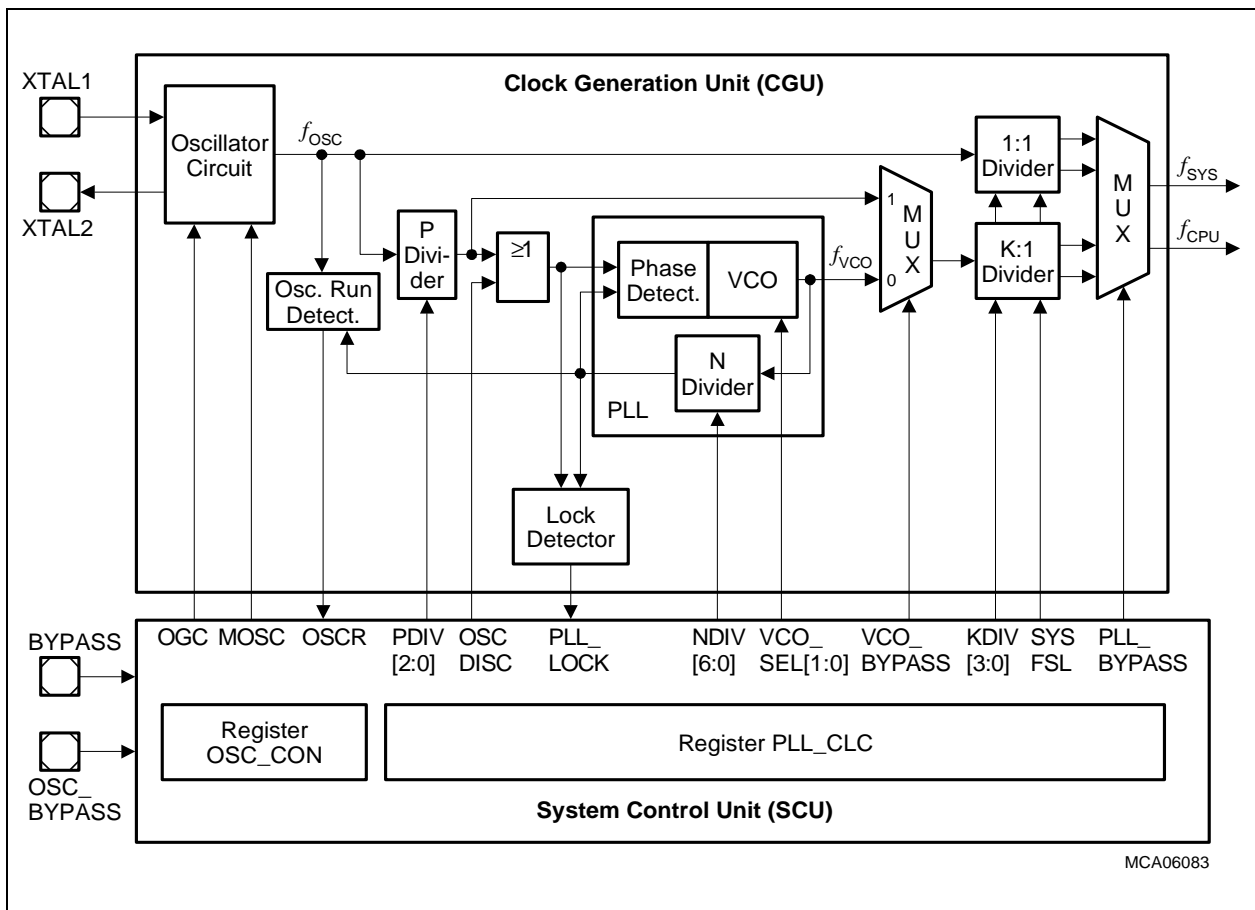 Clock Generation Unit (CGU)
XTAL1
XTAL2
Oscillator
Circuit
fOSC
1:1
Divider
M
U
X
fSYS
fCPU
P
Divi-
der
≥1
Osc. Run
Detect.
Phase
Detect.
VCO
fVCO
1
0
M
U
X
K:1
Divider
N
Divider
PLL
Lock
Detector
BYPASS
OSC_
BYPASS
OGC
MOSC
OSCR
PDIV
[2:0]
OSC
DISC
PLL_
LOCK
NDIV
[6:0]
VCO_
SEL[1:0]
VCO_
BYPASS
KDIV
[3:0]
SYS
FSL
PLL_
BYPASS
Register
OSC_CON
Register PLL_CLC
System Control Unit (SCU)
MCA06083